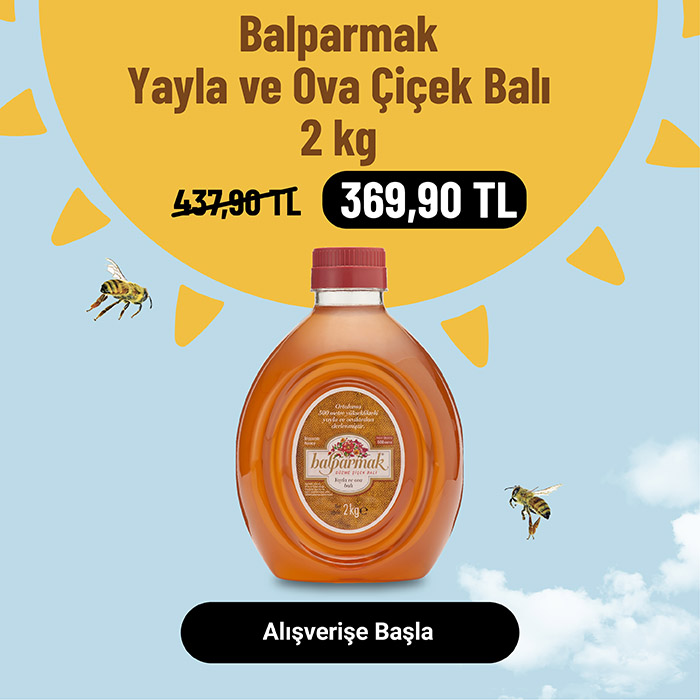 Balparmak
Yayla ve Ova Çiçek Balı
2 kg
437,90 TL
369,90 TL
Ortalama
500 metre yükseklikteki
yayla ve ovalardan
derlenmiştir.
balparmak
SÜZME ÇİÇEK BALI
Yayla ve ova
balı
2kg e
Alışverişe Başla